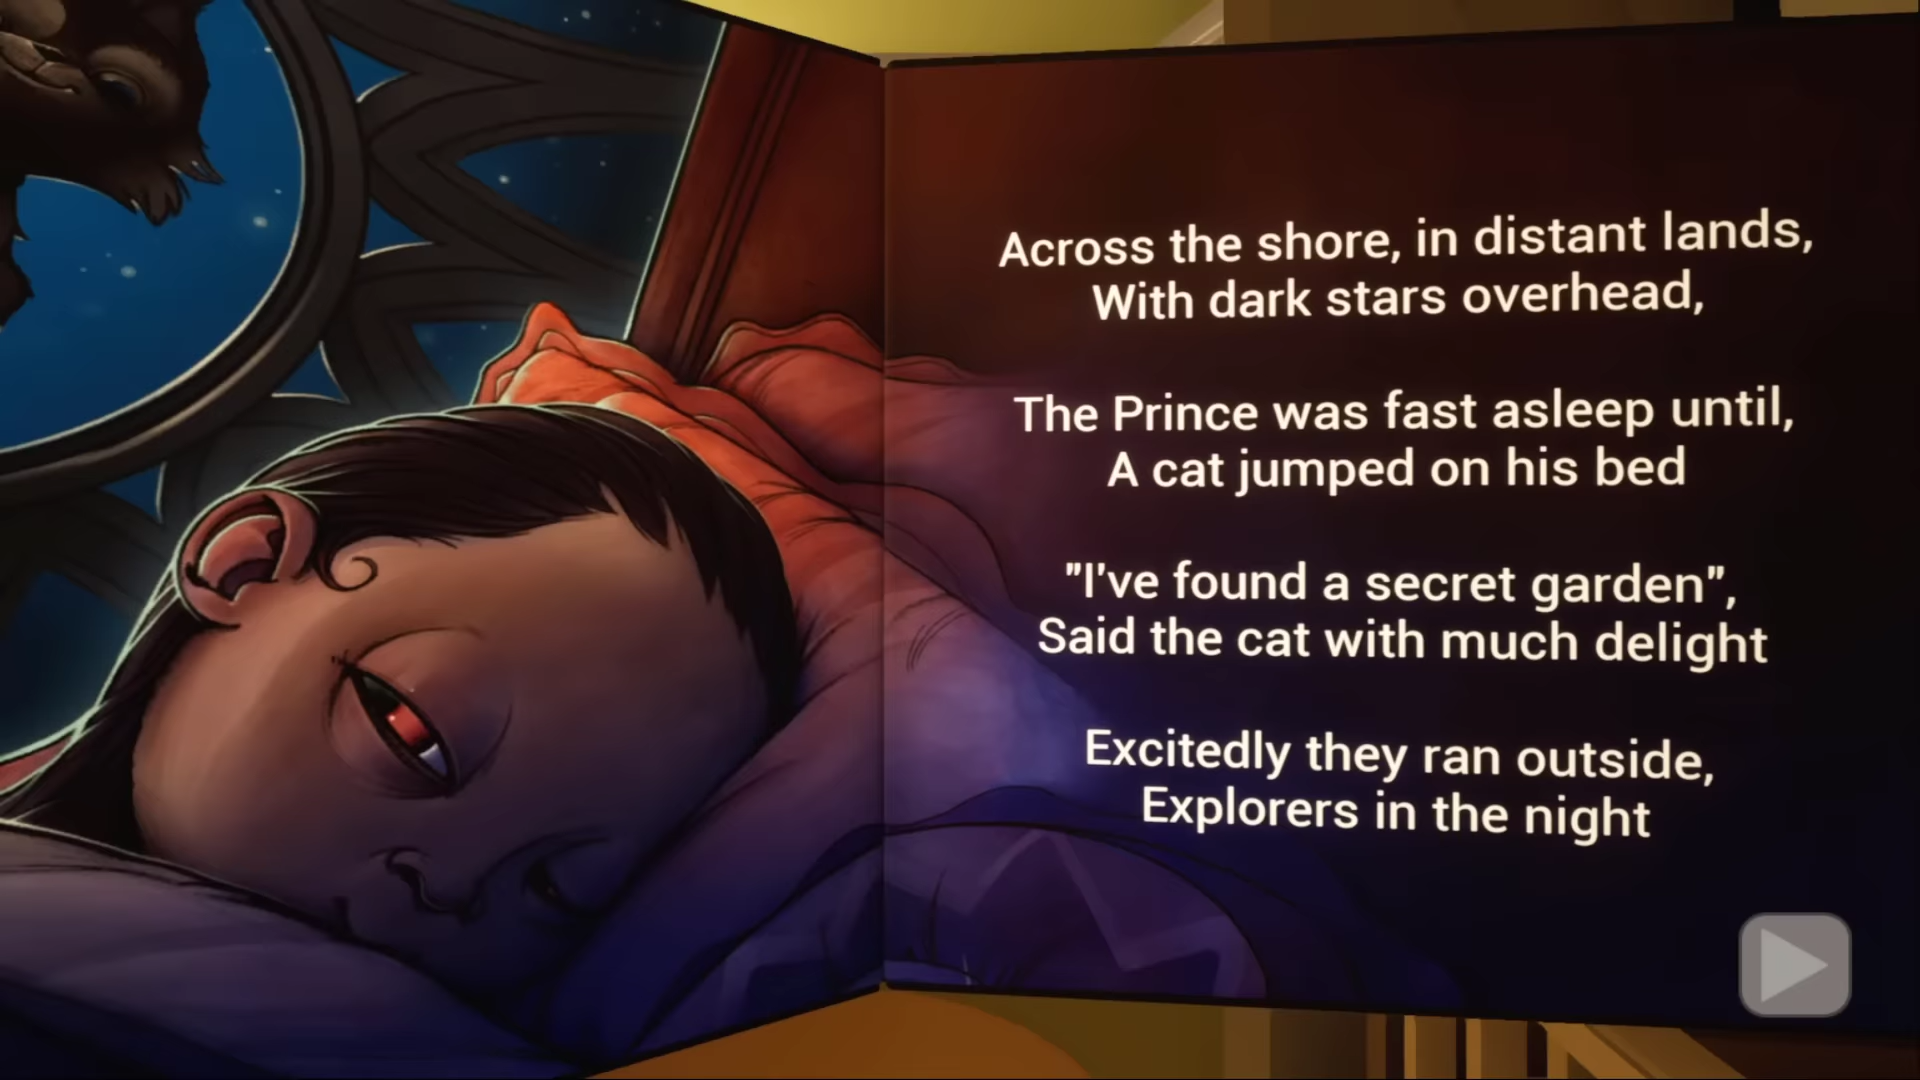 Across the shore, in distant lands,
With dark stars overhead,
The Prince was fast asleep until,
A cat jumped on his bed
"I've found a secret garden",
Said the cat with much delight
Excitedly they ran outside,
Explorers in the night